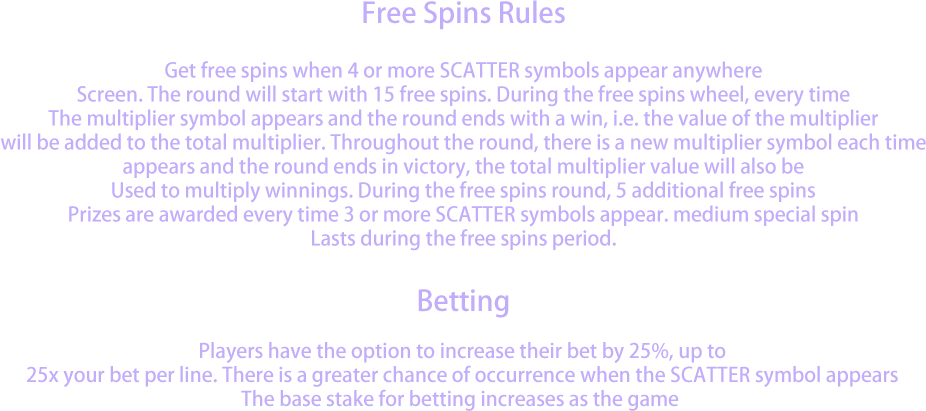 Free Spins Rules
Get free spins when 4 or more SCATTER symbols appear anywhere
Screen. The round will start with 15 free spins. During the free spins wheel, every time
The multiplier symbol appears and the round ends with a win, i.e. the value of the multiplier
will be added to the total multiplier. Throughout the round, there is a new multiplier symbol each time
appears and the round ends in victory, the total multiplier value will also be
Used to multiply winnings. During the free spins round, 5 additional free spins
Prizes are awarded every time 3 or more SCATTER symbols appear. medium special spin
Lasts during the free spins period.
Betting
Players have the option to increase their bet by 25%, up to
25x your bet per line. There is a greater chance of occurrence when the SCATTER symbol appears
The base stake for betting increases as the game